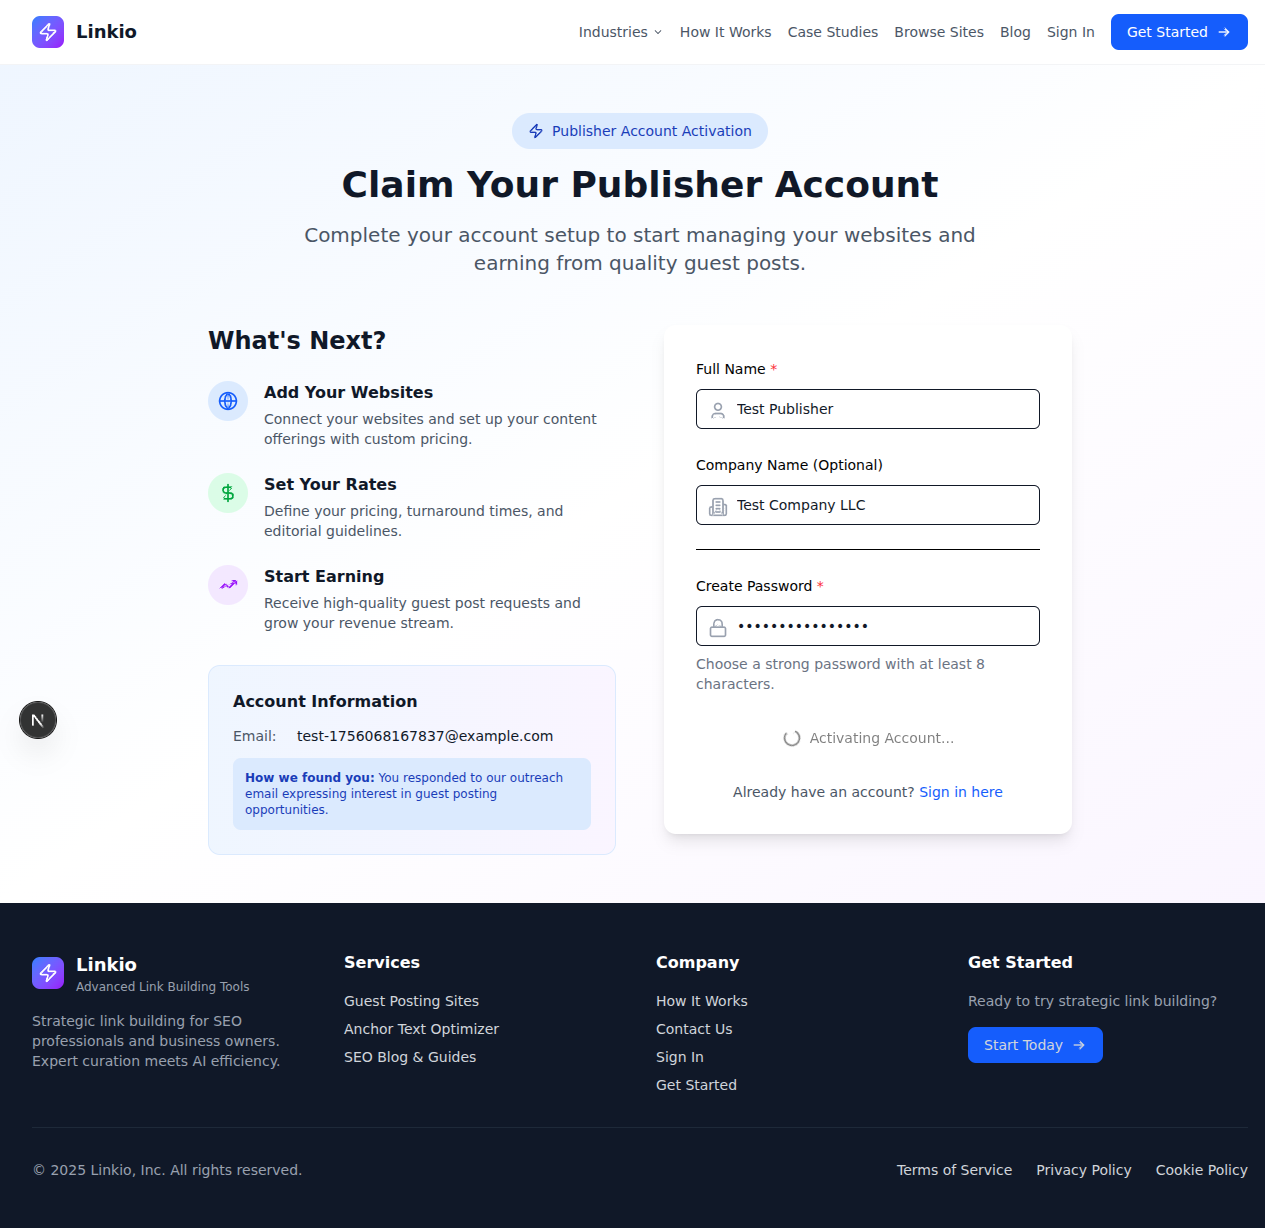 Linkio
Industries
How It Works
Case Studies
Browse Sites
Blog
Sign In
Get Started
Publisher Account Activation
Claim Your Publisher Account
Complete your account setup to start managing your websites and
earning from quality guest posts.
What's Next?
Add Your Websites
Connect your websites and set up your content
offerings with custom pricing.
Set Your Rates
Define your pricing, turnaround times, and
editorial guidelines.
Start Earning
Receive high-quality guest post requests and
grow your revenue stream.
Account Information
Email: test-1756068167837@example.com
How we found you: You responded to our outreach
email expressing interest in guest posting
opportunities.
Full Name *
Test Publisher
Company Name (Optional)
Test Company LLC
Create Password *
••••••••••••••••
Choose a strong password with at least 8
characters.
Activating Account...
Already have an account? Sign in here
N
Linkio
Advanced Link Building Tools
Strategic link building for SEO
professionals and business owners.
Expert curation meets AI efficiency.
Services
Guest Posting Sites
Anchor Text Optimizer
SEO Blog & Guides
Company
How It Works
Contact Us
Sign In
Get Started
Get Started
Ready to try strategic link building?
Start Today
© 2025 Linkio, Inc. All rights reserved.
Terms of Service
Privacy Policy
Cookie Policy